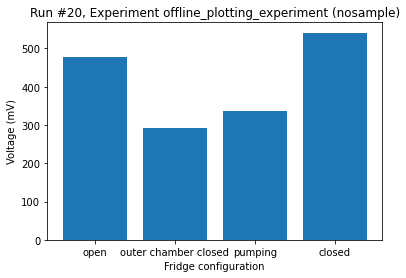 Run #20, Experiment offline_plotting_experiment (nosample)
500
400
300
200
100
0
Voltage (mV)
open outer chamber closed pumping closed
Fridge configuration